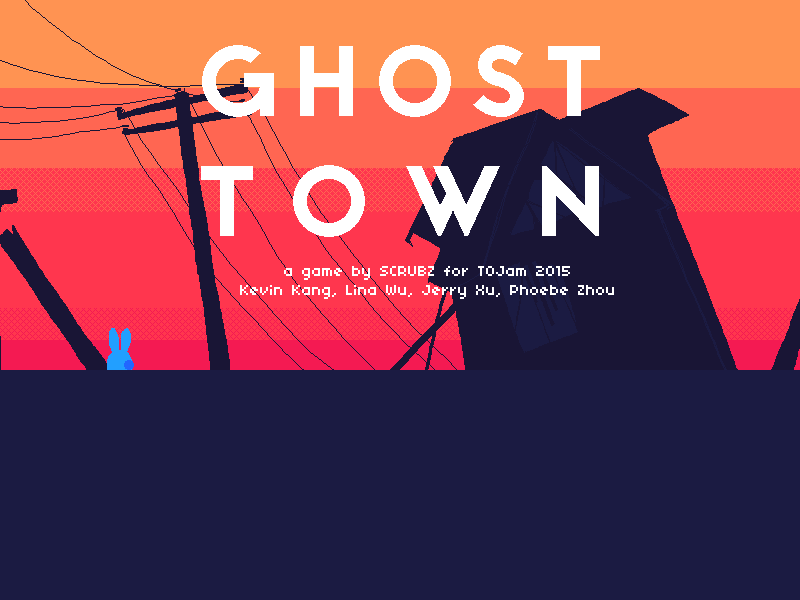 GHOST
TOWN
a game by SCRUBZ for TOJam 2015
Kevin Kang, Lina Wu, Jerry Xu, Phoebe Zhou